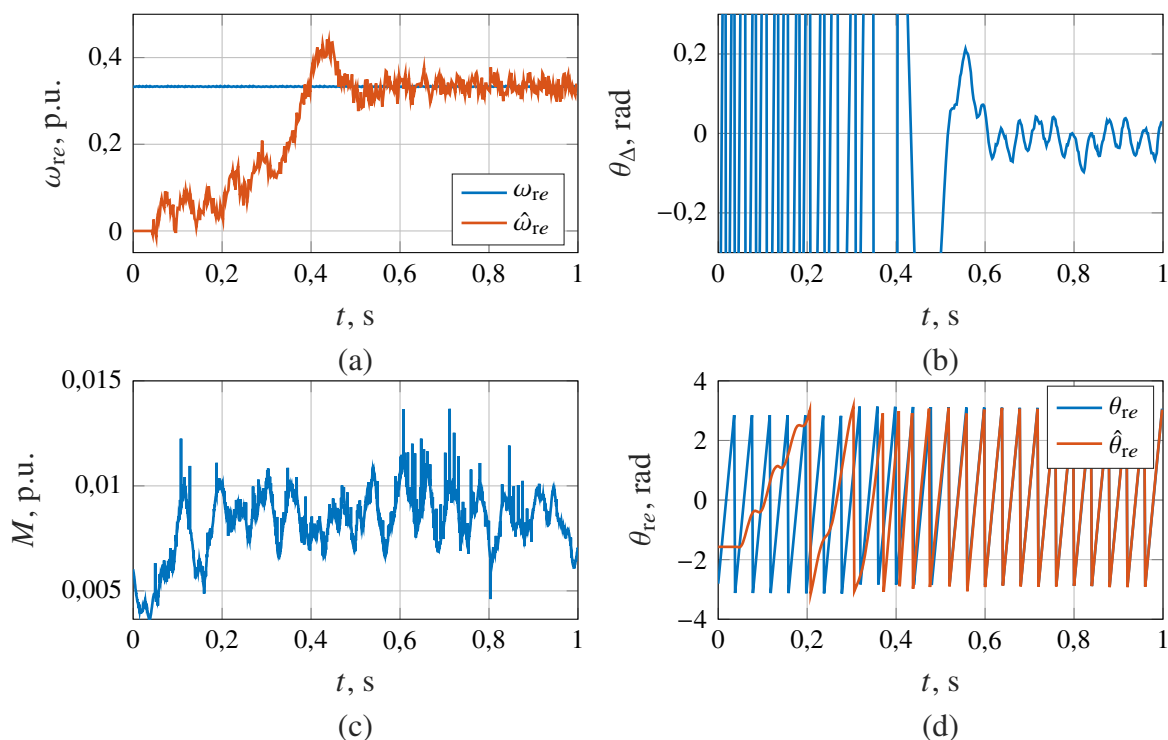 0,4
0,2
0
ω_re, p.u.
ω_re
ω̂_re
0 0,2 0,4 0,6 0,8 1
t, s
(a)
0,2
0
−0,2
θ_Δ, rad
0 0,2 0,4 0,6 0,8 1
t, s
(b)
0,015
0,01
0,005
M, p.u.
0 0,2 0,4 0,6 0,8 1
t, s
(c)
4
2
0
−2
−4
θ_re, rad
θ_re
θ̂_re
0 0,2 0,4 0,6 0,8 1
t, s
(d)